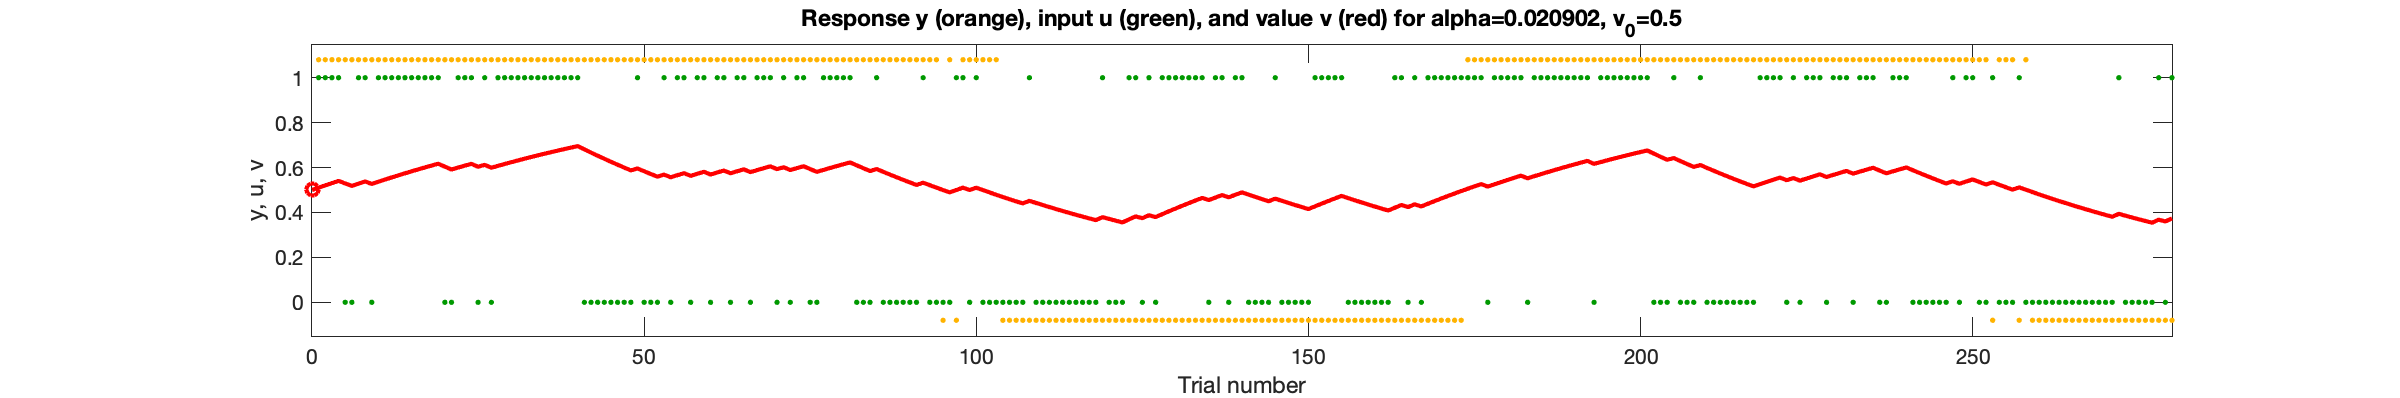 Response y (orange), input u (green), and value v (red) for alpha=0.020902, v_0=0.5
y, u, v
1
0.8
0.6
0.4
0.2
0
0 50 100 150 200 250
Trial number